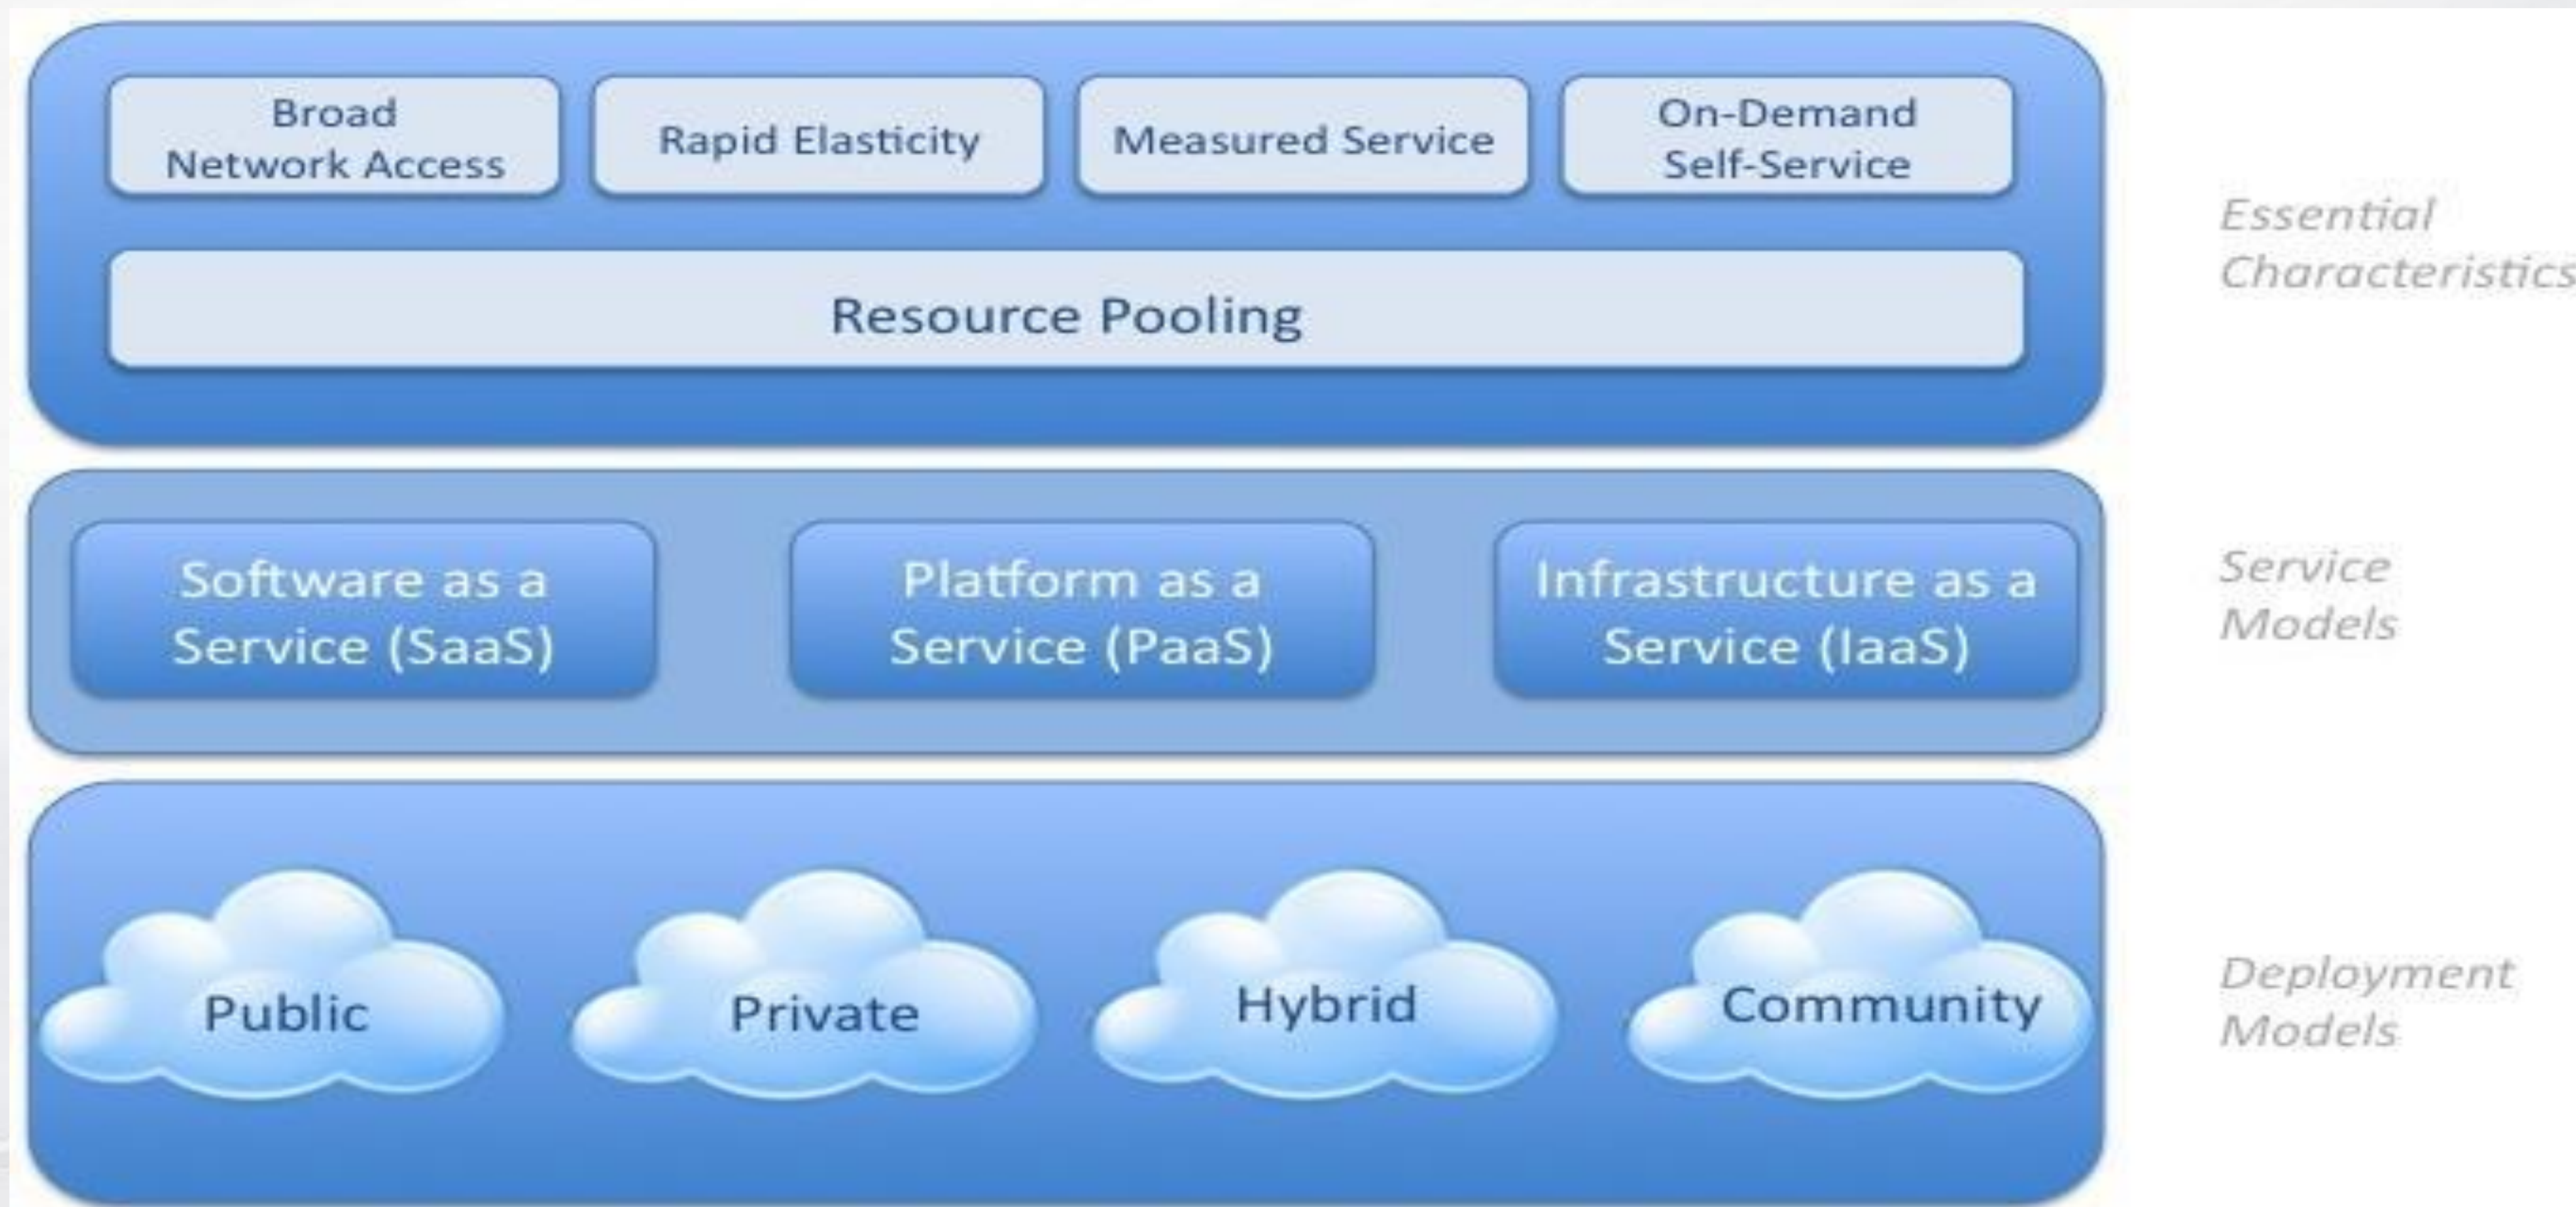 Broad
Network Access
Rapid Elasticity
Measured Service
On-Demand
Self-Service
Resource Pooling
Essential
Characteristics
Software as a
Service (SaaS)
Platform as a
Service (PaaS)
Infrastructure as a
Service (IaaS)
Service
Models
Public
Private
Hybrid
Community
Deployment
Models